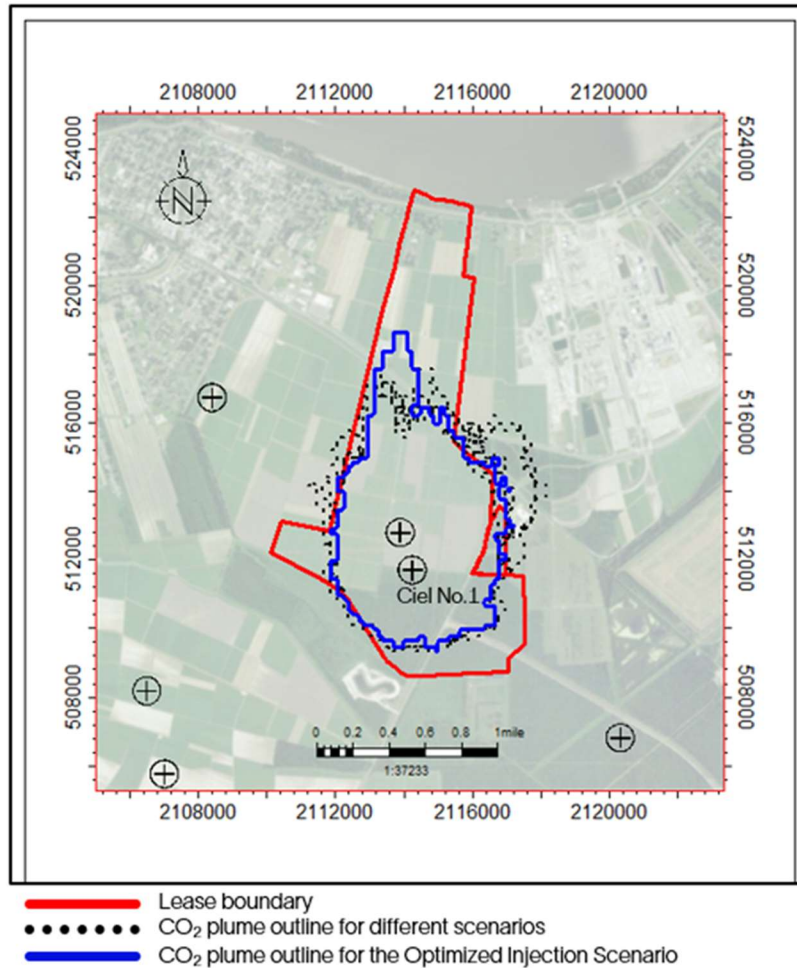 2108000 2112000 2116000 2120000
524000 524000
N
520000 520000
516000 516000
512000 512000
Ciel No.1
508000 508000
0 0.2 0.4 0.6 0.8 1mile
1:37233
2108000 2112000 2116000 2120000
Lease boundary
CO₂ plume outline for different scenarios
CO₂ plume outline for the Optimized Injection Scenario